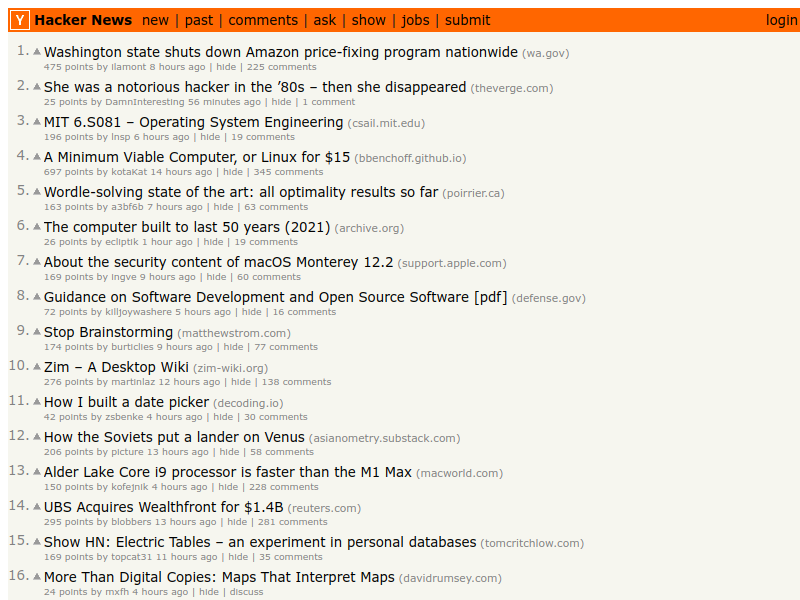 Y Hacker News new | past | comments | ask | show | jobs | submit login
1. Washington state shuts down Amazon price-fixing program nationwide (wa.gov)
475 points by llamont 8 hours ago | hide | 225 comments
2. She was a notorious hacker in the ’80s – then she disappeared (theverge.com)
25 points by DamnInteresting 56 minutes ago | hide | 1 comment
3. MIT 6.S081 – Operating System Engineering (csail.mit.edu)
196 points by lnsp 6 hours ago | hide | 19 comments
4. A Minimum Viable Computer, or Linux for $15 (bbenchoff.github.io)
697 points by kotaKat 14 hours ago | hide | 345 comments
5. Wordle-solving state of the art: all optimality results so far (poirrier.ca)
163 points by a3bf6b 7 hours ago | hide | 63 comments
6. The computer built to last 50 years (2021) (archive.org)
26 points by ecliptik 1 hour ago | hide | 19 comments
7. About the security content of macOS Monterey 12.2 (support.apple.com)
169 points by ingve 9 hours ago | hide | 60 comments
8. Guidance on Software Development and Open Source Software [pdf] (defense.gov)
72 points by killjoywashere 5 hours ago | hide | 16 comments
9. Stop Brainstorming (matthewstrom.com)
174 points by burticlies 9 hours ago | hide | 77 comments
10. Zim – A Desktop Wiki (zim-wiki.org)
276 points by martinlaz 12 hours ago | hide | 138 comments
11. How I built a date picker (decoding.io)
42 points by zsbenke 4 hours ago | hide | 30 comments
12. How the Soviets put a lander on Venus (asianometry.substack.com)
206 points by picture 13 hours ago | hide | 58 comments
13. Alder Lake Core i9 processor is faster than the M1 Max (macworld.com)
150 points by kofejnik 4 hours ago | hide | 228 comments
14. UBS Acquires Wealthfront for $1.4B (reuters.com)
295 points by blobbers 13 hours ago | hide | 281 comments
15. Show HN: Electric Tables – an experiment in personal databases (tomcritchlow.com)
169 points by topcat31 11 hours ago | hide | 35 comments
16. More Than Digital Copies: Maps That Interpret Maps (davidrumsey.com)
24 points by mxfh 4 hours ago | hide | discuss